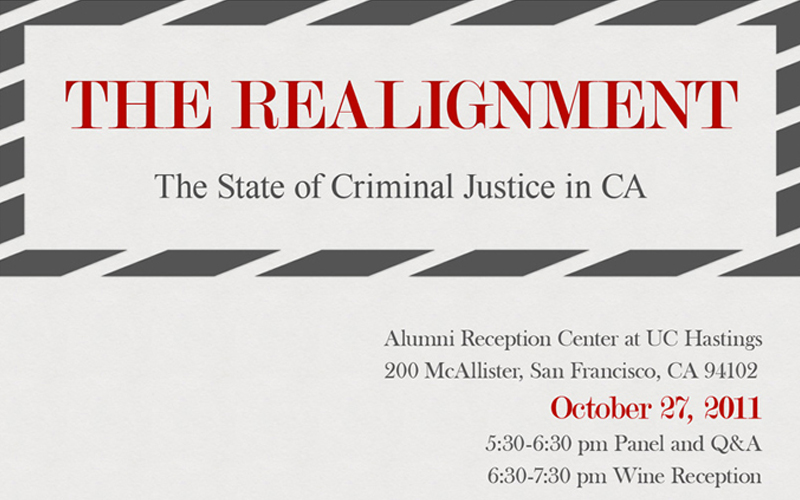 THE REALIGNMENT
The State of Criminal Justice in CA
Alumni Reception Center at UC Hastings
200 McAllister, San Francisco, CA 94102
October 27, 2011
5:30-6:30 pm Panel and Q&A
6:30-7:30 pm Wine Reception